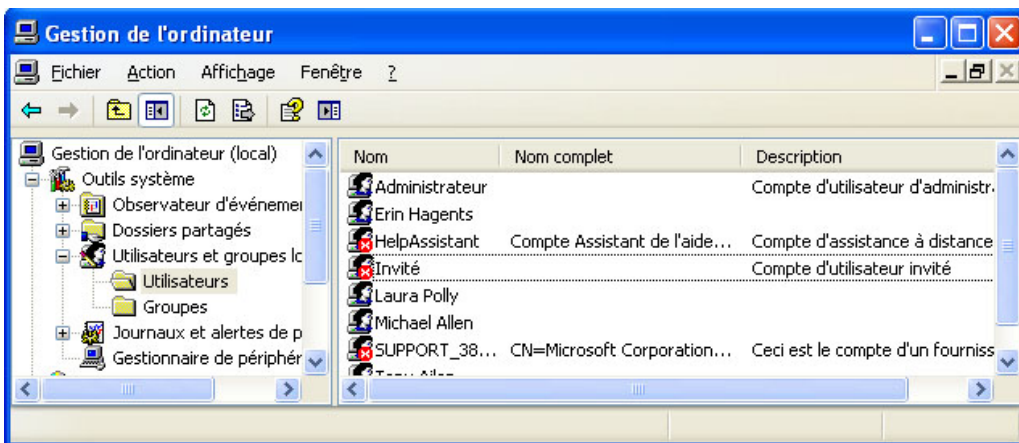 Gestion de l'ordinateur
Fichier Action Affichage Fenêtre ?
Gestion de l'ordinateur (local)
Outils système
Observateur d'événemei
Dossiers partagés
Utilisateurs et groupes lc
Utilisateurs
Groupes
Journaux et alertes de p
Gestionnaire de périphér
Nom Nom complet Description
Administrateur Compte d'utilisateur d'administr
Erin Hagents
HelpAssistant Compte Assistant de l'aide... Compte d'assistance à distance
Invité Compte d'utilisateur invité
Laura Polly
Michael Allen
SUPPORT_38... CN=Microsoft Corporation... Ceci est le compte d'un fourniss